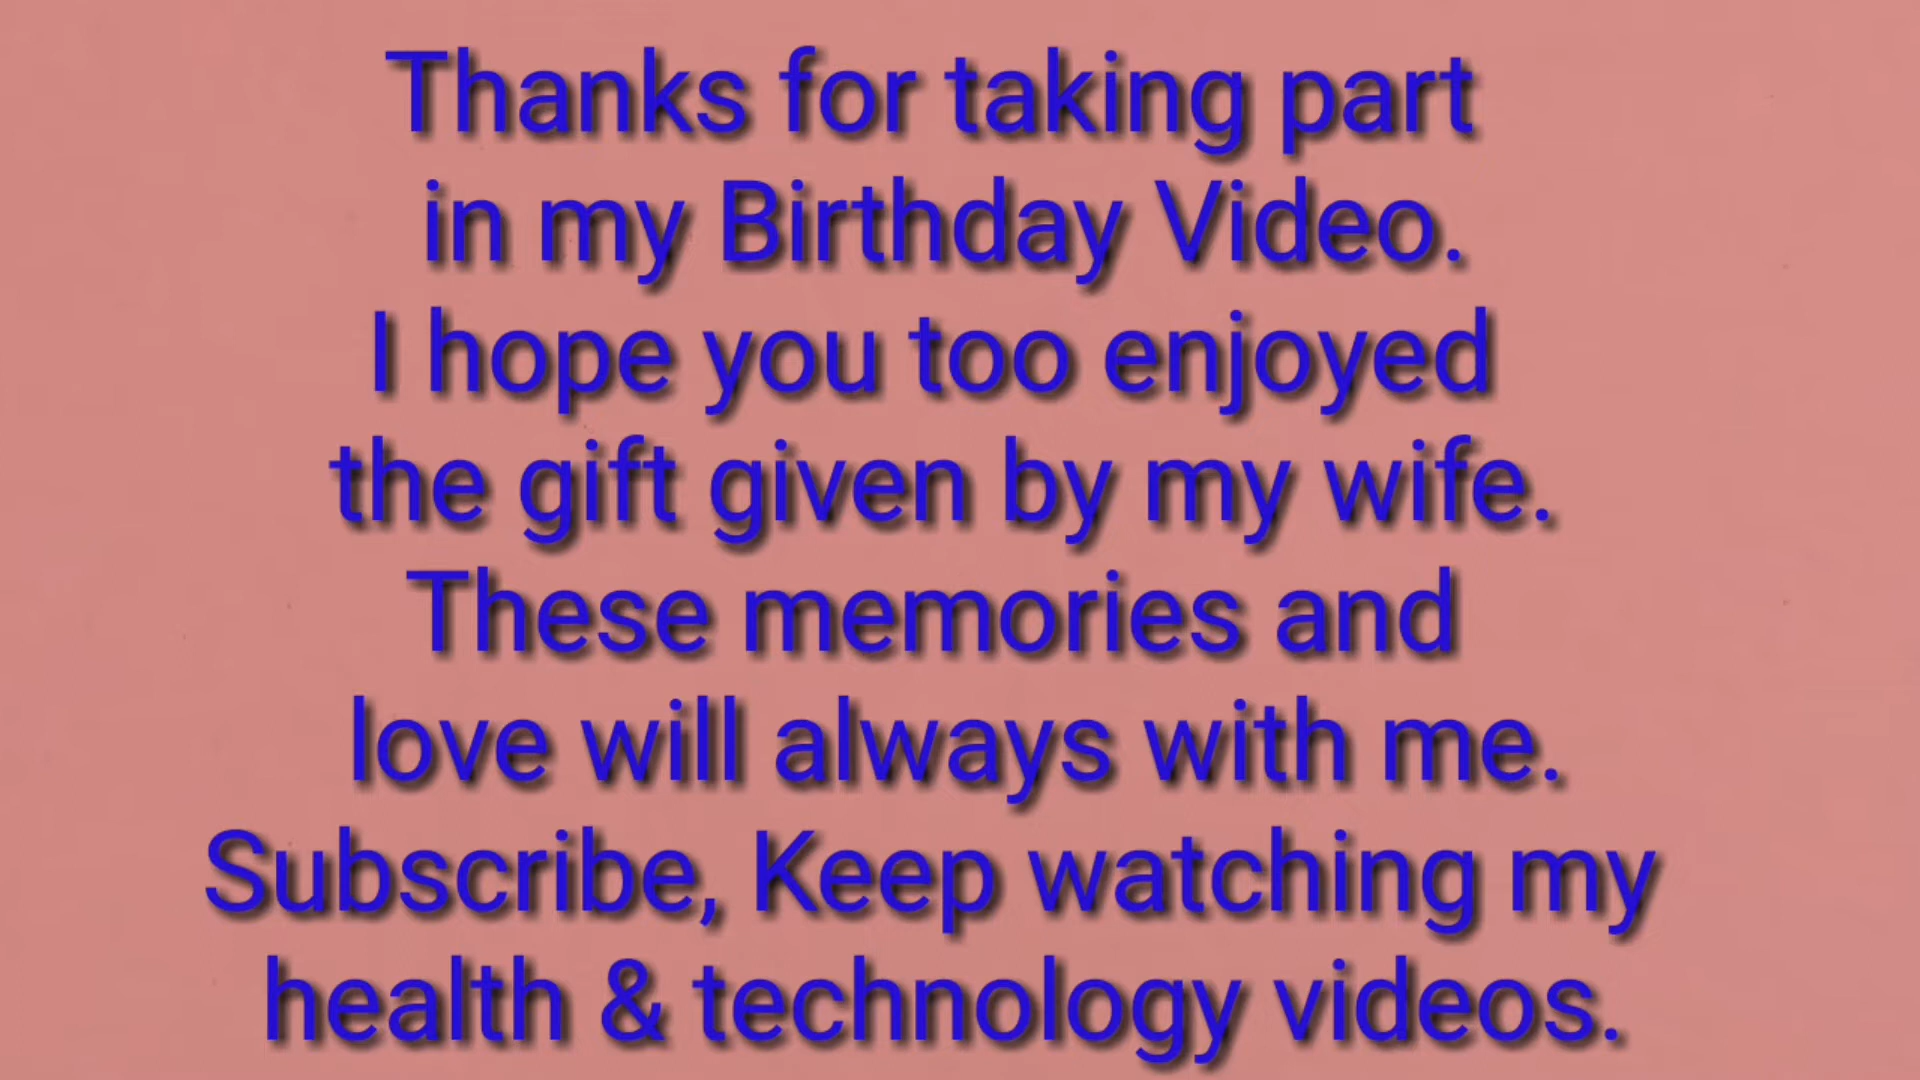 Thanks for taking part
in my Birthday Video.
I hope you too enjoyed
the gift given by my wife.
These memories and
love will always with me.
Subscribe, Keep watching my
health & technology videos.